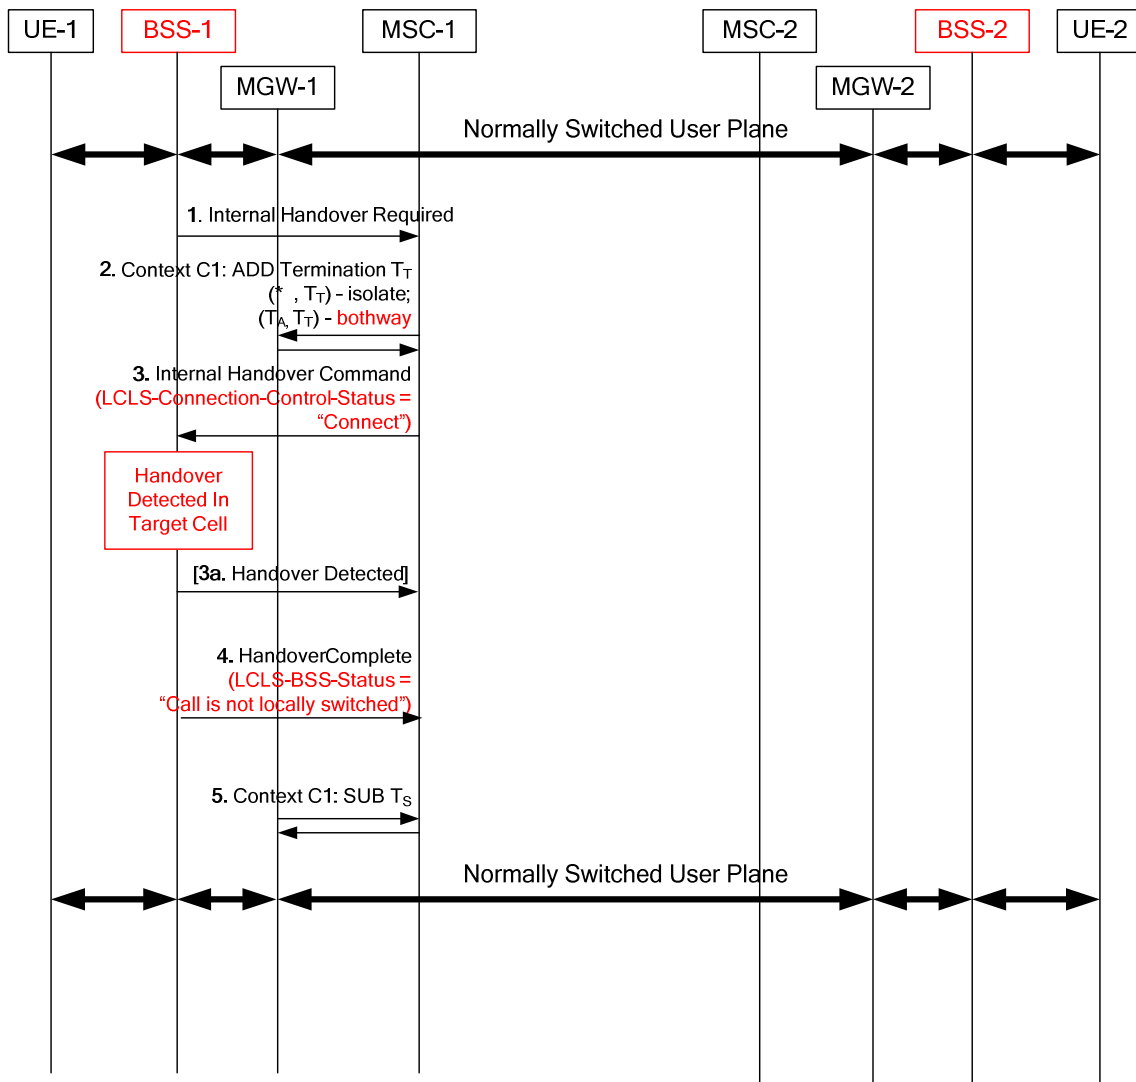 UE-1
BSS-1
MSC-1
MSC-2
BSS-2
UE-2
MGW-1
MGW-2
Normally Switched User Plane
1. Internal Handover Required
2. Context C1: ADD Termination TT
(* , TT) - isolate;
(TA, TT) - bothway
3. Internal Handover Command
(LCLS-Connection-Control-Status =
“Connect”)
Handover
Detected In
Target Cell
[3a. Handover Detected]
4. HandoverComplete
(LCLS-BSS-Status =
“Call is not locally switched”)
5. Context C1: SUB TS
Normally Switched User Plane